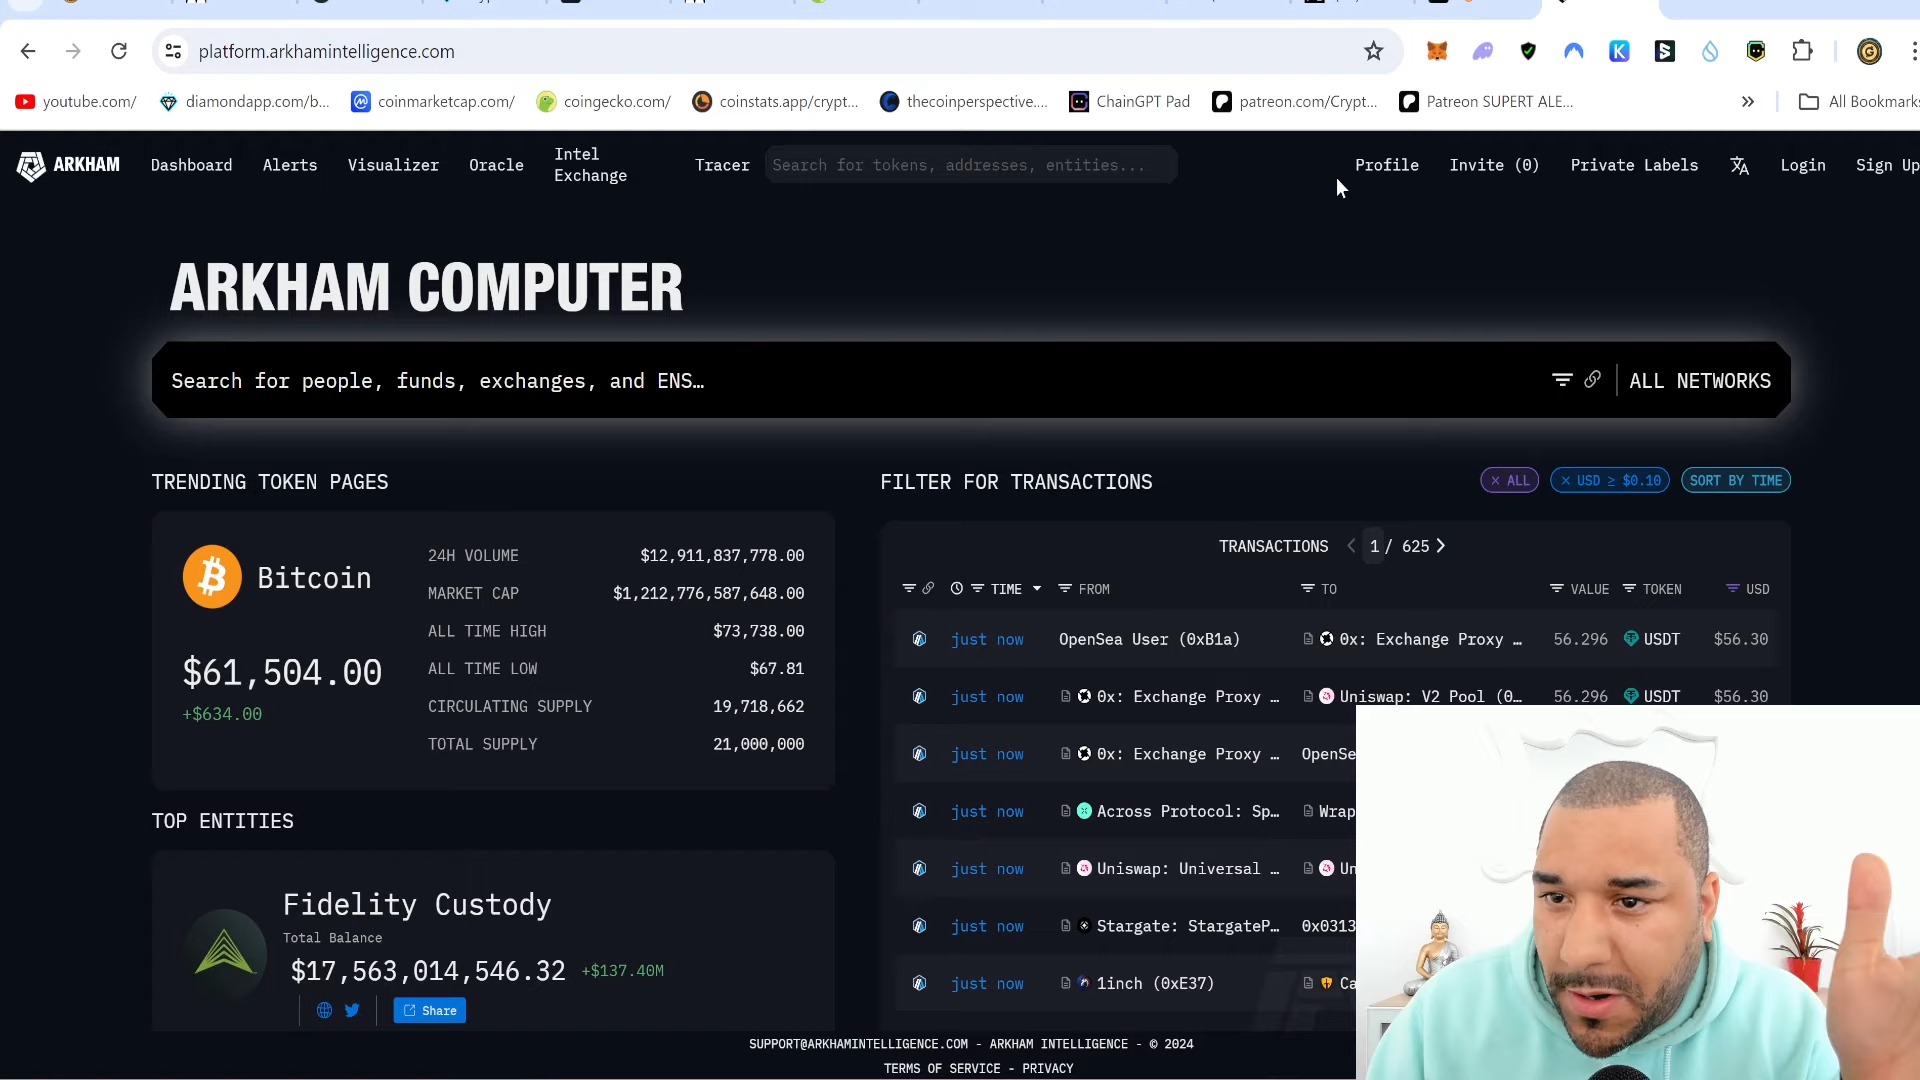 platform.arkhamintelligence.com
youtube.com/ diamondapp.com/b... coinmarketcap.com/ coingecko.com/ coinstats.app/crypt... thecoinperspective.... ChainGPT Pad patreon.com/Crypt... Patreon SUPERT ALE... » All Bookmarks
ARKHAM Dashboard Alerts Visualizer Oracle Intel Exchange Tracer Search for tokens, addresses, entities... Profile Invite (0) Private Labels Login Sign Up
ARKHAM COMPUTER
Search for people, funds, exchanges, and ENS… ALL NETWORKS
TRENDING TOKEN PAGES
Bitcoin
$61,504.00
+$634.00
24H VOLUME $12,911,837,778.00
MARKET CAP $1,212,776,587,648.00
ALL TIME HIGH $73,738.00
ALL TIME LOW $67.81
CIRCULATING SUPPLY 19,718,662
TOTAL SUPPLY 21,000,000
TOP ENTITIES
Fidelity Custody
Total Balance
$17,563,014,546.32 +$137.40M
Share
FILTER FOR TRANSACTIONS × ALL × USD ≥ $0.10 SORT BY TIME
TRANSACTIONS < 1 / 625 >
TIME FROM TO VALUE TOKEN USD
just now OpenSea User (0xB1a) 0x: Exchange Proxy … 56.296 USDT $56.30
just now 0x: Exchange Proxy … Uniswap: V2 Pool (0… 56.296 USDT $56.30
just now 0x: Exchange Proxy … OpenSe
just now Across Protocol: Sp… Wrap
just now Uniswap: Universal … Un
just now Stargate: StargateP… 0x0313
just now 1inch (0xE37) Ca
SUPPORT@ARKHAMINTELLIGENCE.COM - ARKHAM INTELLIGENCE - © 2024
TERMS OF SERVICE - PRIVACY